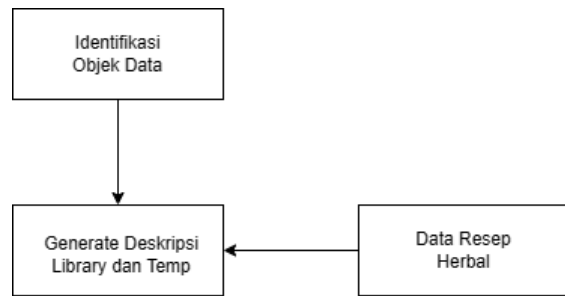 Identifikasi
Objek Data
Generate Deskripsi
Library dan Temp
Data Resep
Herbal